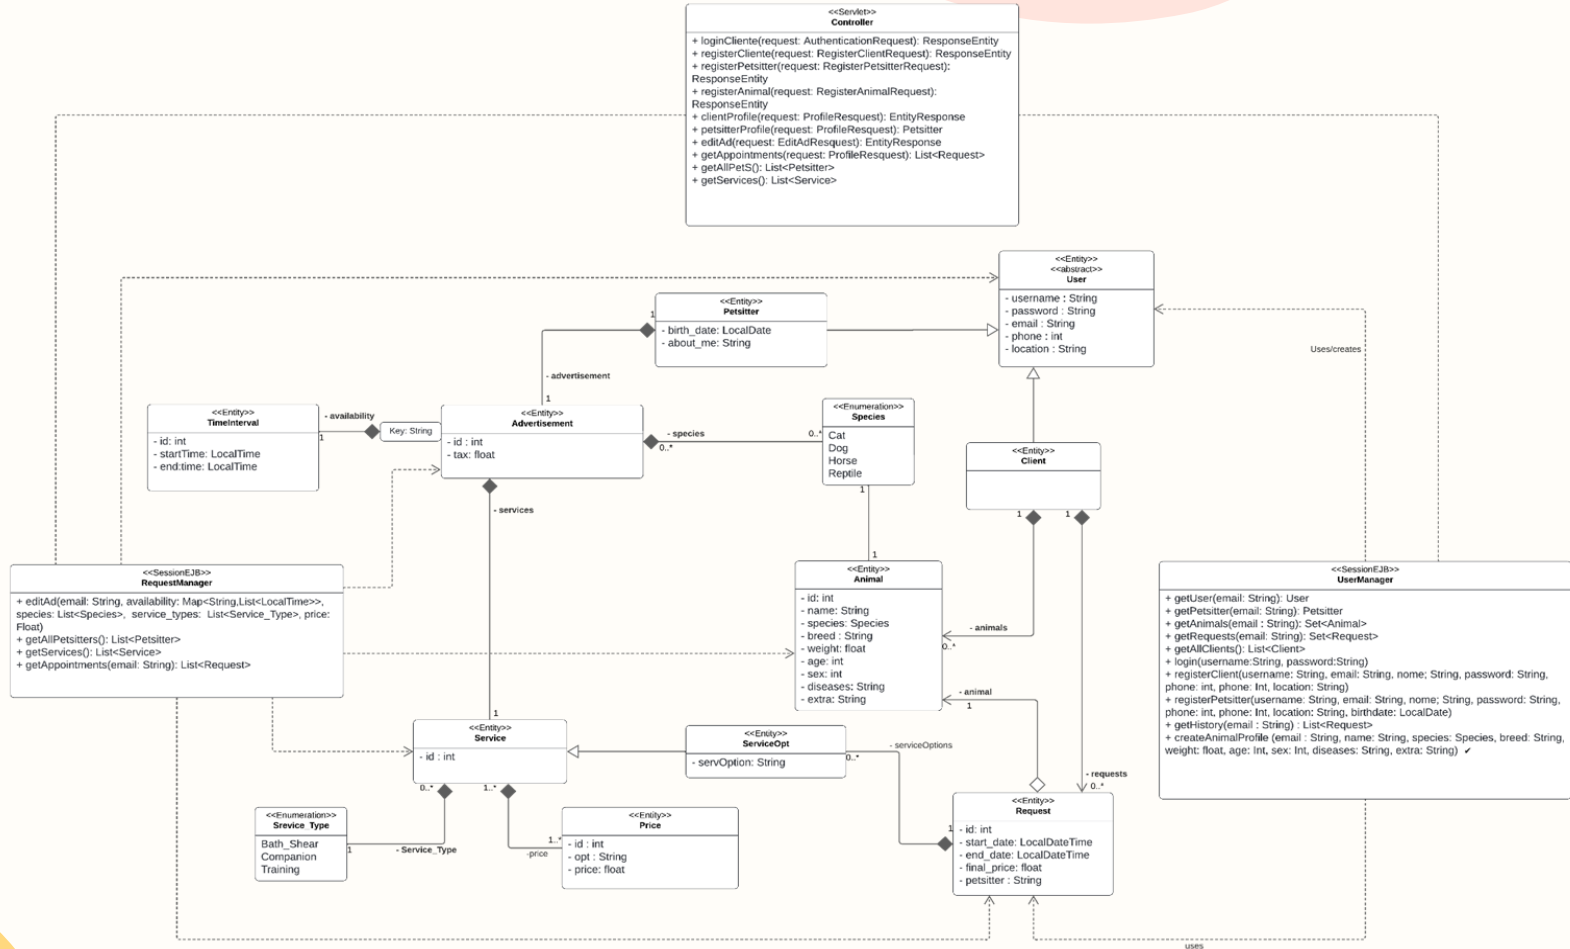 <<Servlet>>
Controller
+ loginCliente(request: AuthenticationRequest): ResponseEntity
+ registerCliente(request: RegisterClientRequest): ResponseEntity
+ registerPetsitter(request: RegisterPetsitterRequest):
ResponseEntity
+ registerAnimal(request: RegisterAnimalRequest):
ResponseEntity
+ clientProfile(request: ProfileResquest): EntityResponse
+ petsitterProfile(request: ProfileResquest): Petsitter
+ editAd(request: EditAdResquest): EntityResponse
+ getAppointments(request: ProfileResquest): List<Request>
+ getAllPetS(): List<Petsitter>
+ getServices(): List<Service>
<<Entity>>
<<abstract>>
User
- username : String
- password : String
- email : String
- phone : int
- location : String
<<Entity>>
Petsitter
- birth_date: LocalDate
- about_me: String
1
- advertisement
1
Uses/creates
<<Entity>>
TimeInterval
- id: int
- startTime: LocalTime
- end:time: LocalTime
- availability
1
Key: String
<<Entity>>
Advertisement
- id : int
- tax: float
- species
0..*
0..*
<<Enumeration>>
Species
Cat
Dog
Horse
Reptile
1
1
<<Entity>>
Client
1
1
- services
1
<<SessionEJB>>
RequestManager
+ editAd(email: String, availability: Map<String,List<LocalTime>>,
species: List<Species>, service_types: List<Service_Type>, price:
Float)
+ getAllPetsitters(): List<Petsitter>
+ getServices(): List<Service>
+ getAppointments(email: String): List<Request>
<<Entity>>
Animal
- id: int
- name: String
- species: Species
- breed : String
- weight: float
- age: int
- sex: int
- diseases: String
- extra: String
- animals
0..*
- animal
1
<<SessionEJB>>
UserManager
+ getUser(email: String): User
+ getPetsitter(email: String): Petsitter
+ getAnimals(email : String): Set<Animal>
+ getRequests(email: String): Set<Request>
+ getAllClients(): List<Client>
+ login(username:String, password:String)
+ registerClient(username: String, email: String, nome; String, password: String,
phone: int, phone: Int, location: String)
+ registerPetsitter(username: String, email: String, nome; String, password: String,
phone: int, phone: Int, location: String, birthdate: LocalDate)
+ getHistory(email : String) : List<Request>
+ createAnimalProfile (email : String, name: String, species: Species, breed: String,
weight: float, age: Int, sex: Int, diseases: String, extra: String) ✓
<<Entity>>
Service
- id : int
0..*
1..*
<<Entity>>
ServiceOpt
- servOption: String
0..*
- serviceOptions
- requests
0..*
<<Entity>>
Request
1
- id: int
- start_date: LocalDateTime
- end_date: LocalDateTime
- final_price: float
- petsitter : String
<<Enumeration>>
Srevice_Type
Bath_Shear
Companion
Training
1
- Service_Type
1..*
-price
<<Entity>>
Price
- id : int
- opt : String
- price: float
uses